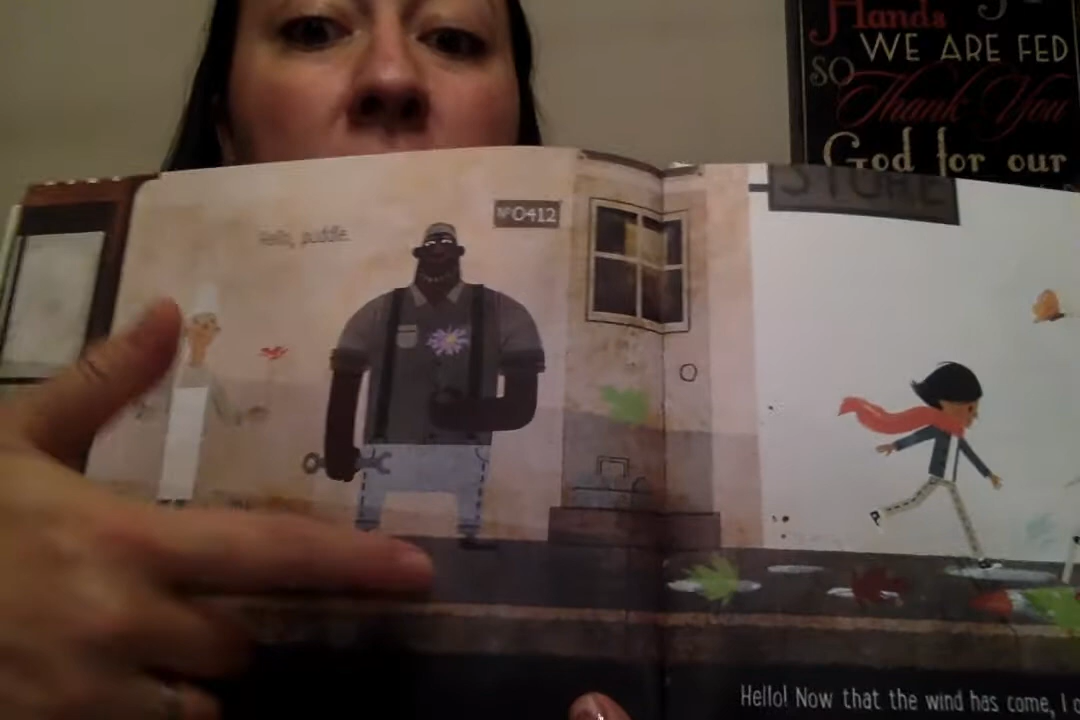 Hands
WE ARE FED
SO
Thank You
God for our
STORE
Nº0412
Hello, puddle.
Hello! Now that the wind has come, I c